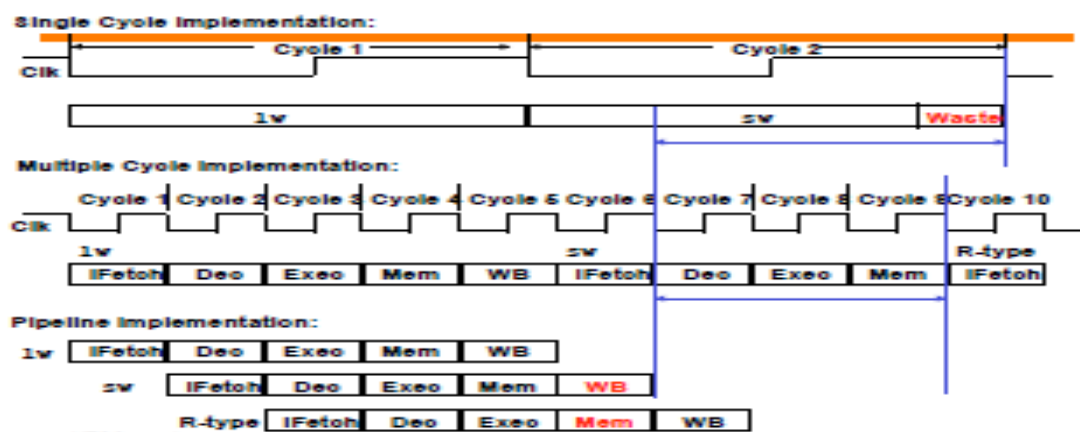 Single Cycle Implementation:
Cycle 1 Cycle 2
Clk
lw sw Waste
Multiple Cycle Implementation:
Cycle 1 Cycle 2 Cycle 3 Cycle 4 Cycle 5 Cycle 6 Cycle 7 Cycle 8 Cycle 9 Cycle 10
Clk
lw sw R-type
IFetch Dec Exec Mem WB IFetch Dec Exec Mem IFetch
Pipeline Implementation:
lw IFetch Dec Exec Mem WB
sw IFetch Dec Exec Mem WB
R-type IFetch Dec Exec Mem WB